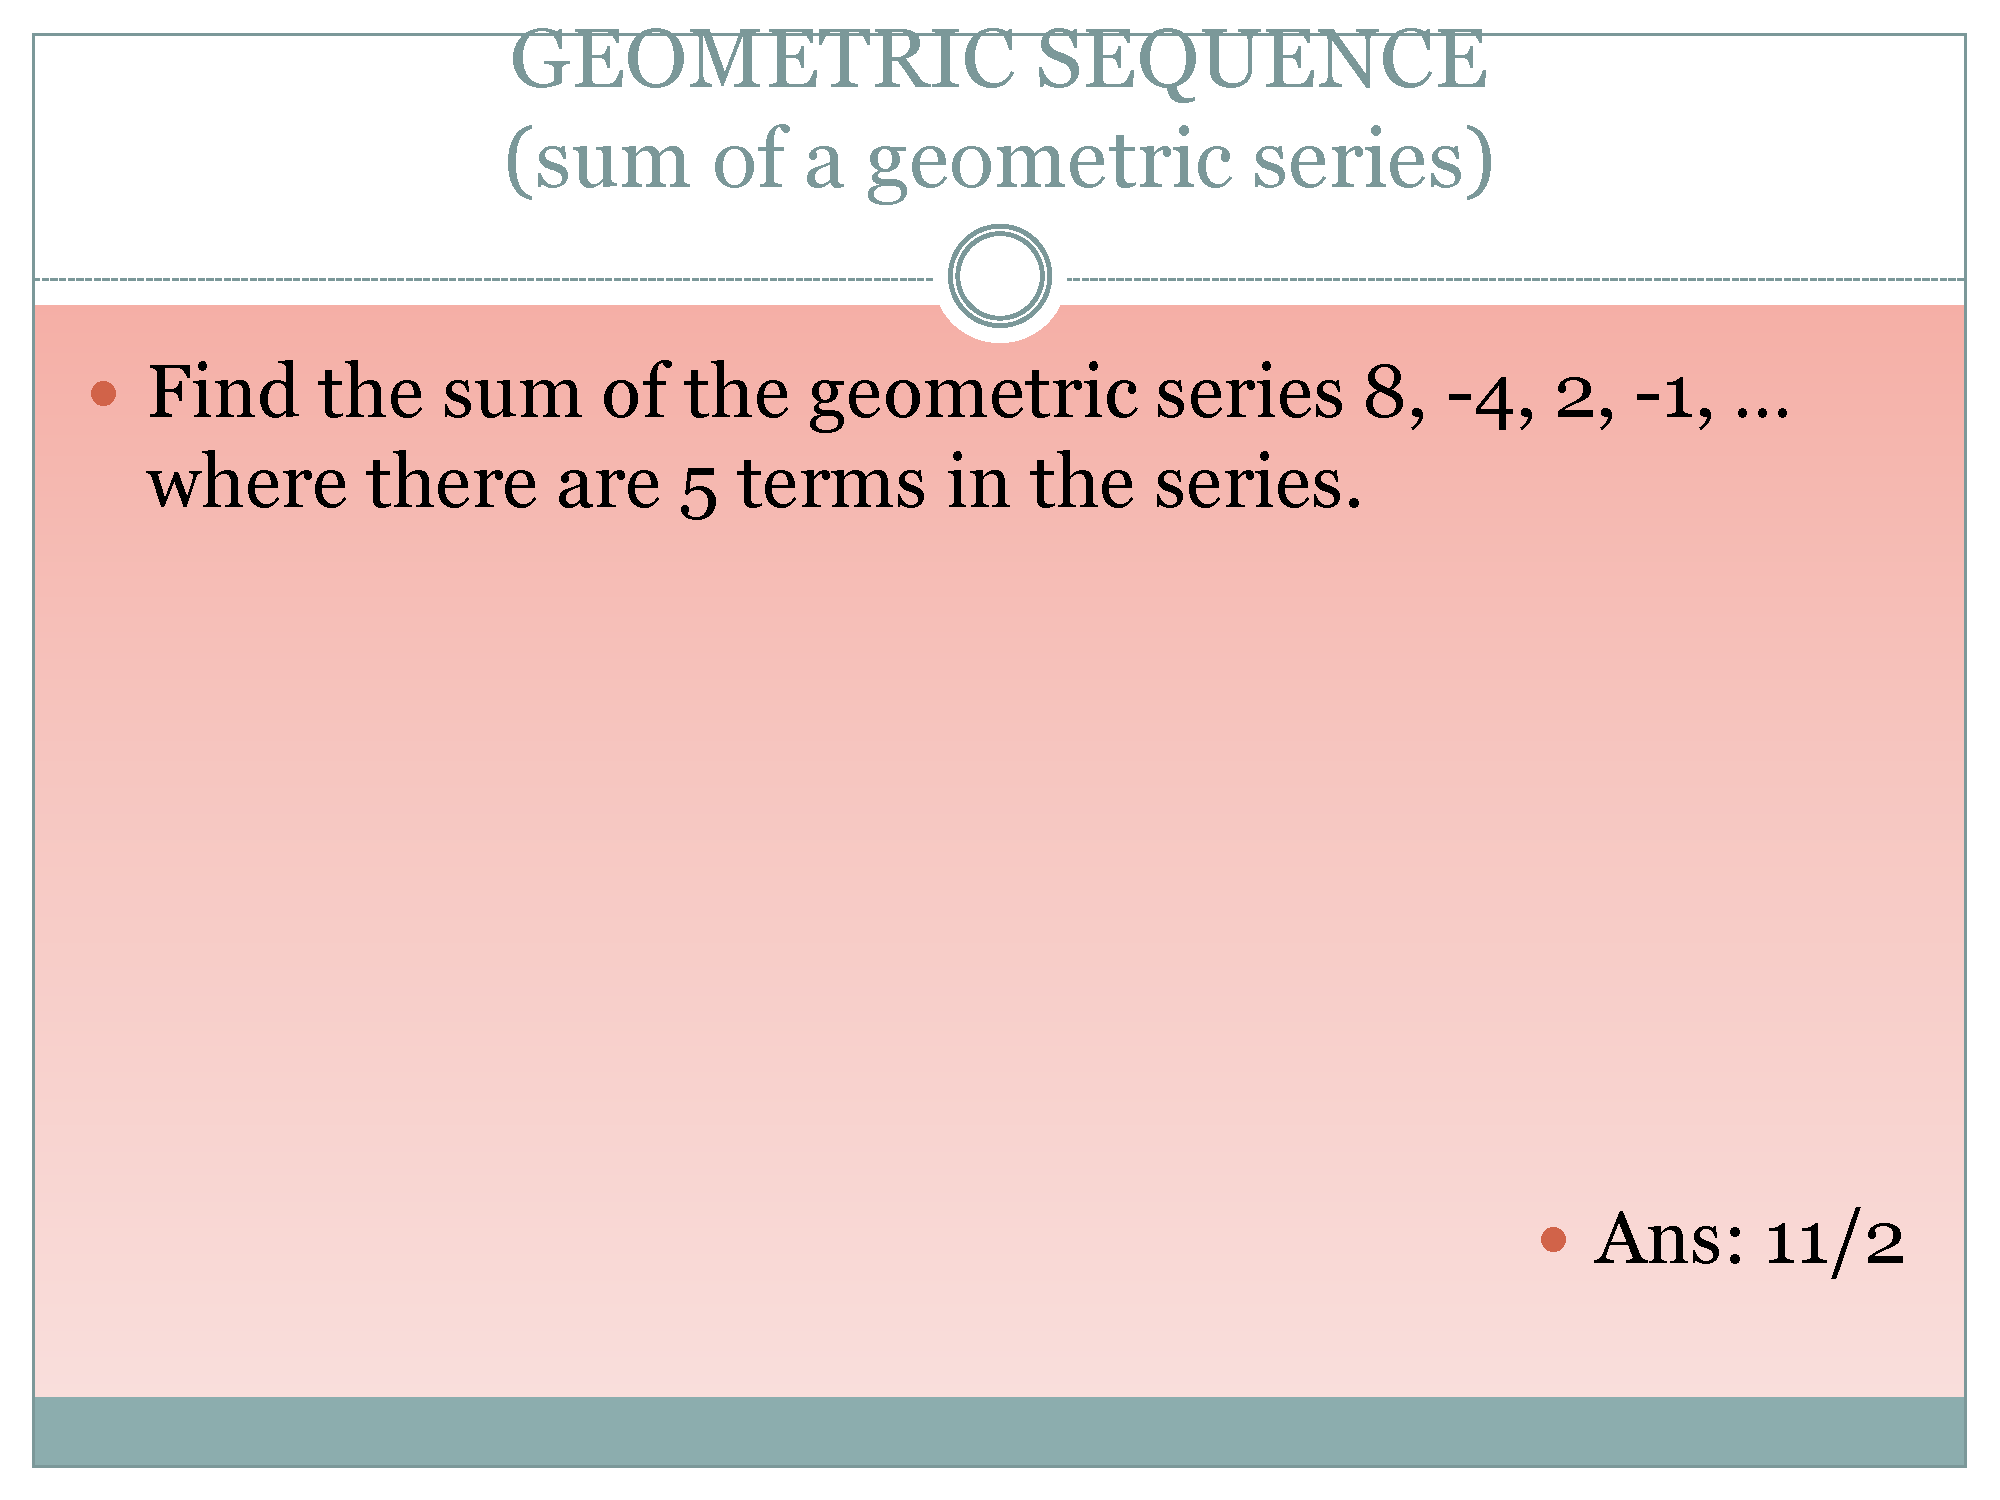 GEOMETRIC SEQUENCE
(sum of a geometric series)
• Find the sum of the geometric series 8, -4, 2, -1, …
where there are 5 terms in the series.
• Ans: 11/2